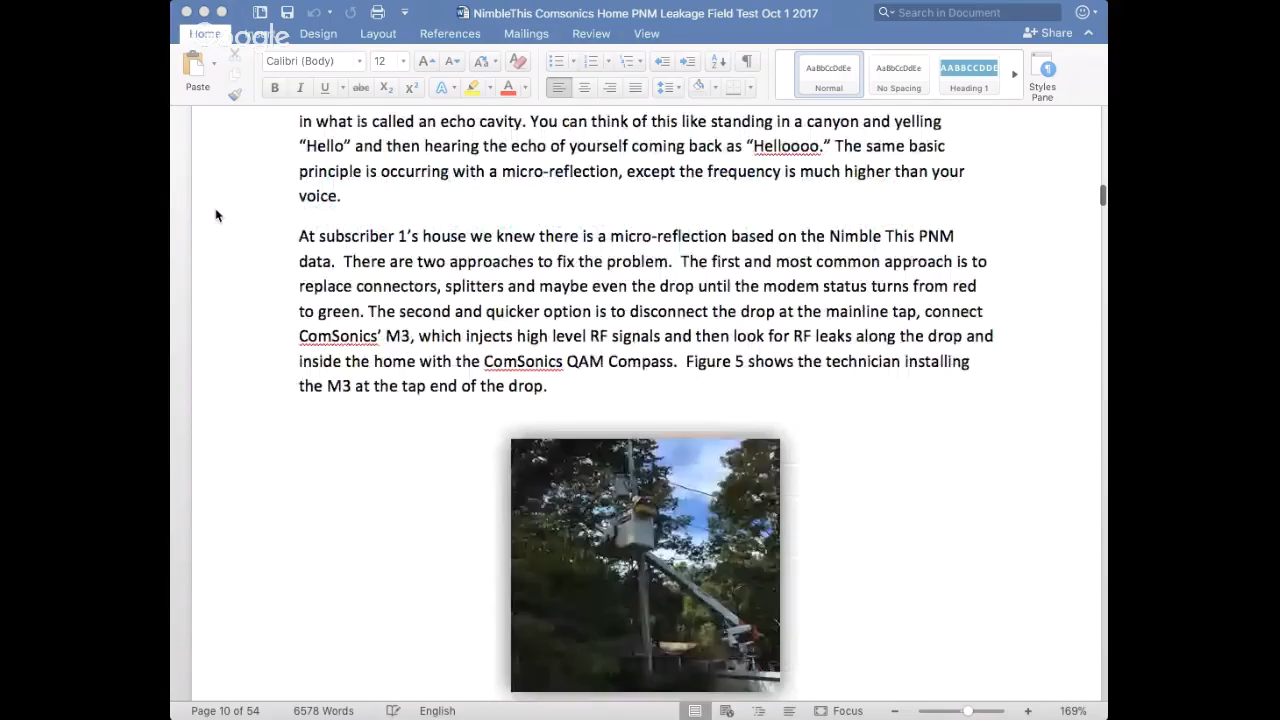 NimbleThis Comsonics Home PNM Leakage Field Test Oct 1 2017
Search in Document
Home
Design
Layout
References
Mailings
Review
View
Share
Google
Paste
Calibri (Body)
12
A A Aa
AaBbCcDdEe
AaBbCcDdEe
AABBCCDDE
Normal
No Spacing
Heading 1
Styles
Pane
B I U abc X₂ X² A A
in what is called an echo cavity. You can think of this like standing in a canyon and yelling
“Hello” and then hearing the echo of yourself coming back as “Helloooo.” The same basic
principle is occurring with a micro-reflection, except the frequency is much higher than your
voice.
At subscriber 1’s house we knew there is a micro-reflection based on the Nimble This PNM
data. There are two approaches to fix the problem. The first and most common approach is to
replace connectors, splitters and maybe even the drop until the modem status turns from red
to green. The second and quicker option is to disconnect the drop at the mainline tap, connect
ComSonics’ M3, which injects high level RF signals and then look for RF leaks along the drop and
inside the home with the ComSonics QAM Compass. Figure 5 shows the technician installing
the M3 at the tap end of the drop.
Page 10 of 54
6578 Words
English
Focus
169%